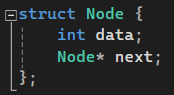 struct Node {
    int data;
    Node* next;
};